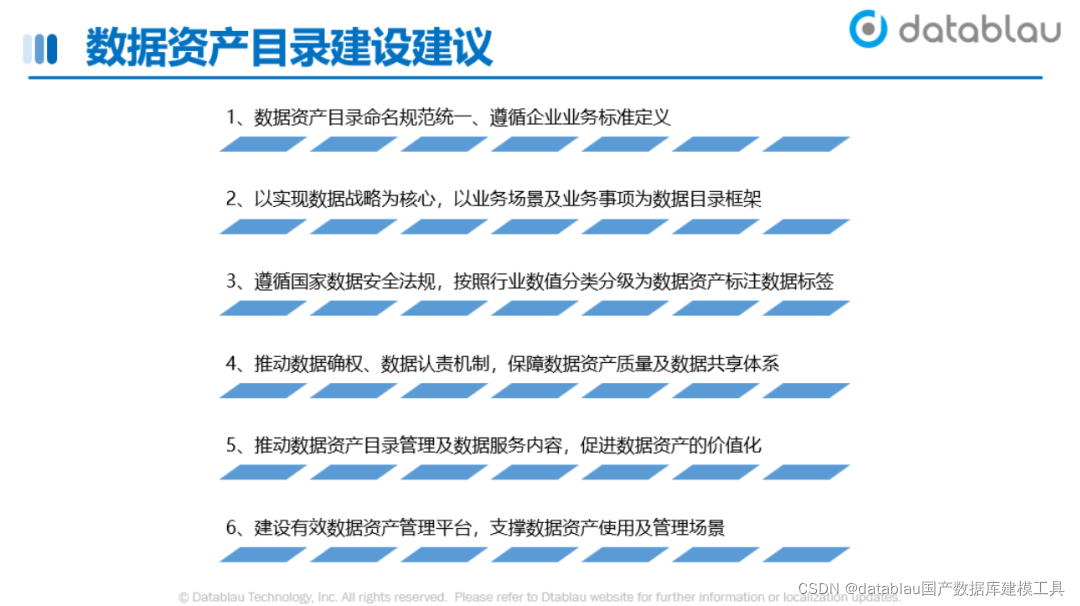 数据资产目录建设建议
datablau
1、数据资产目录命名规范统一、遵循企业业务标准定义
2、以实现数据战略为核心，以业务场景及业务事项为数据目录框架
3、遵循国家数据安全法规，按照行业数值分类分级为数据资产标注数据标签
4、推动数据确权、数据认责机制，保障数据资产质量及数据共享体系
5、推动数据资产目录管理及数据服务内容，促进数据资产的价值化
6、建设有效数据资产管理平台，支撑数据资产使用及管理场景
© Datablau Technology, Inc. All rights reserved. Please refer to Dtablau website for further information or localization updates.
CSDN @datablau国产数据库建模工具